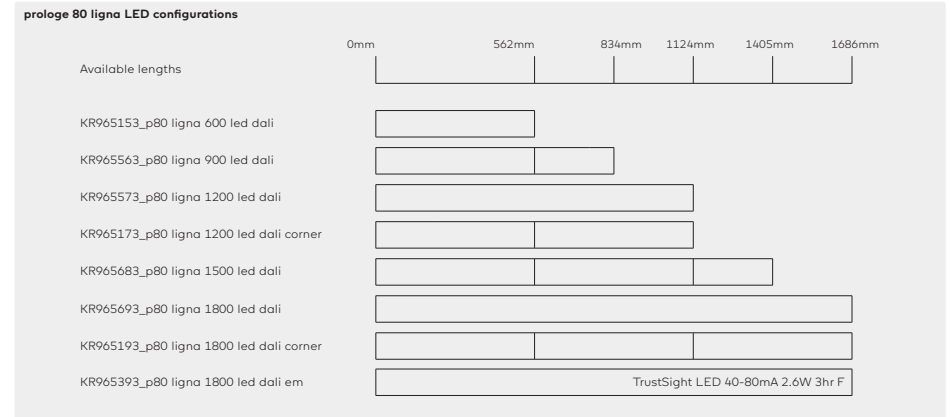 prologe 80 ligna LED configurations
0mm 562mm 834mm 1124mm 1405mm 1686mm
Available lengths
KR965153_p80 ligna 600 led dali
KR965563_p80 ligna 900 led dali
KR965573_p80 ligna 1200 led dali
KR965173_p80 ligna 1200 led dali corner
KR965683_p80 ligna 1500 led dali
KR965693_p80 ligna 1800 led dali
KR965193_p80 ligna 1800 led dali corner
KR965393_p80 ligna 1800 led dali em TrustSight LED 40-80mA 2.6W 3hr F